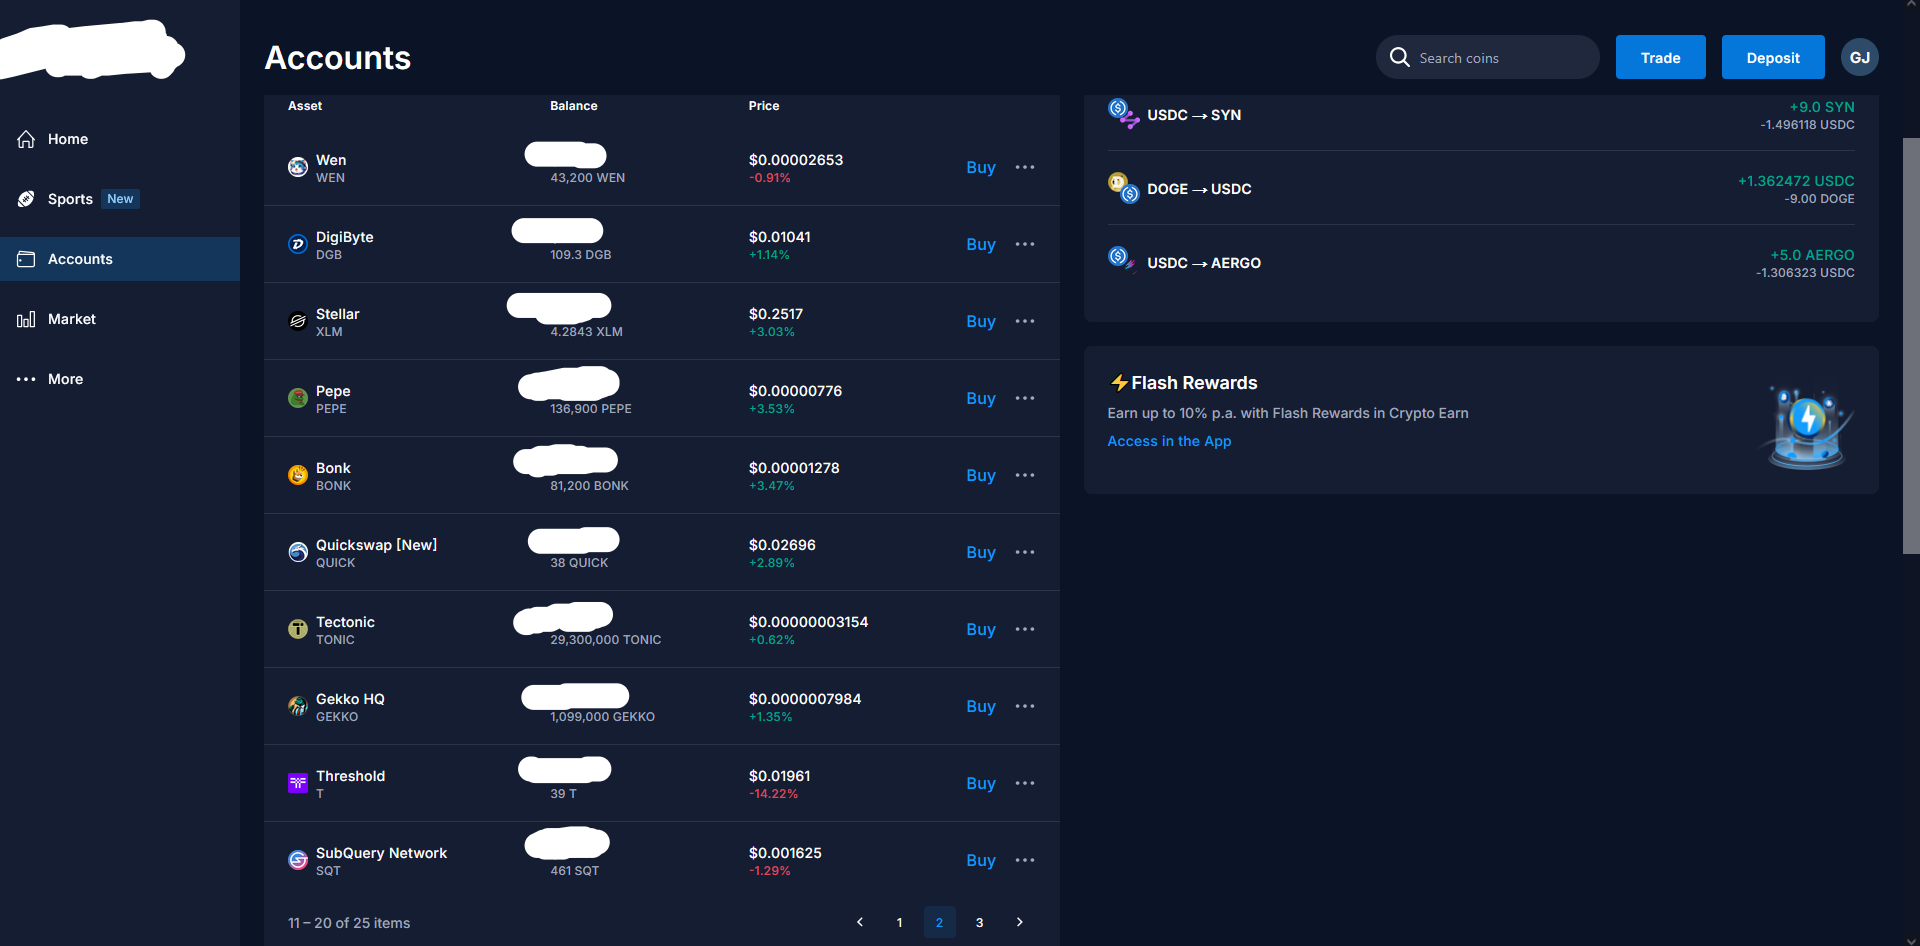 Accounts
Search coins
Trade
Deposit
GJ
Home
Sports New
Accounts
Market
More
Asset Balance Price
Wen
WEN
43,200 WEN
$0.00002653
-0.91%
Buy
DigiByte
DGB
109.3 DGB
$0.01041
+1.14%
Buy
Stellar
XLM
4.2843 XLM
$0.2517
+3.03%
Buy
Pepe
PEPE
136,900 PEPE
$0.00000776
+3.53%
Buy
Bonk
BONK
81,200 BONK
$0.00001278
+3.47%
Buy
Quickswap [New]
QUICK
38 QUICK
$0.02696
+2.89%
Buy
Tectonic
TONIC
29,300,000 TONIC
$0.00000003154
+0.62%
Buy
Gekko HQ
GEKKO
1,099,000 GEKKO
$0.0000007984
+1.35%
Buy
Threshold
T
39 T
$0.01961
-14.22%
Buy
SubQuery Network
SQT
461 SQT
$0.001625
-1.29%
Buy
11 – 20 of 25 items
1 2 3
USDC → SYN
+9.0 SYN
-1.496118 USDC
DOGE → USDC
+1.362472 USDC
-9.00 DOGE
USDC → AERGO
+5.0 AERGO
-1.306323 USDC
⚡Flash Rewards
Earn up to 10% p.a. with Flash Rewards in Crypto Earn
Access in the App